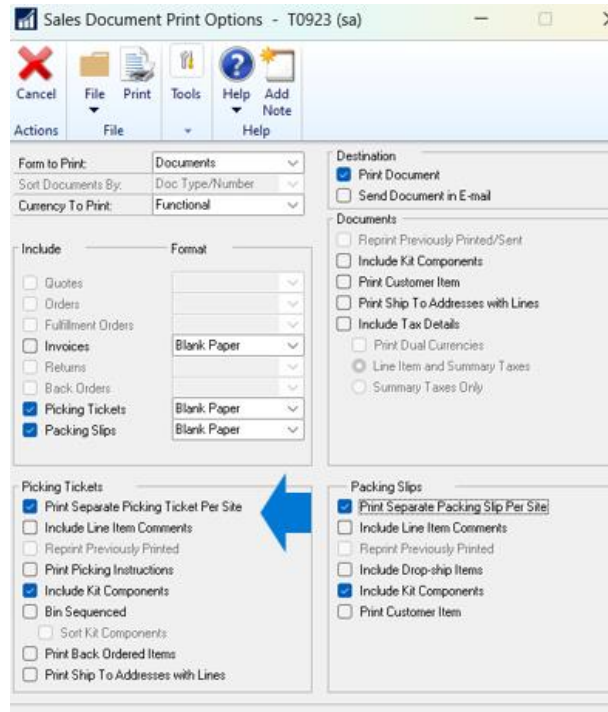 Sales Document Print Options - T0923 (sa)
Cancel
File
Print
Tools
Help
Add
Note
Actions
File
Help
Form to Print:
Documents
Sort Documents By:
Doc Type/Number
Currency To Print:
Functional
Include
Format
Quotes
Orders
Fulfillment Orders
Invoices
Blank Paper
Returns
Back Orders
Picking Tickets
Blank Paper
Packing Slips
Blank Paper
Destination
Print Document
Send Document in E-mail
Documents
Reprint Previously Printed/Sent
Include Kit Components
Print Customer Item
Print Ship To Addresses with Lines
Include Tax Details
Print Dual Currencies
Line Item and Summary Taxes
Summary Taxes Only
Picking Tickets
Print Separate Picking Ticket Per Site
Include Line Item Comments
Reprint Previously Printed
Print Picking Instructions
Include Kit Components
Bin Sequenced
Sort Kit Components
Print Back Ordered Items
Print Ship To Addresses with Lines
Packing Slips
Print Separate Packing Slip Per Site
Include Line Item Comments
Reprint Previously Printed
Include Drop-ship Items
Include Kit Components
Print Customer Item